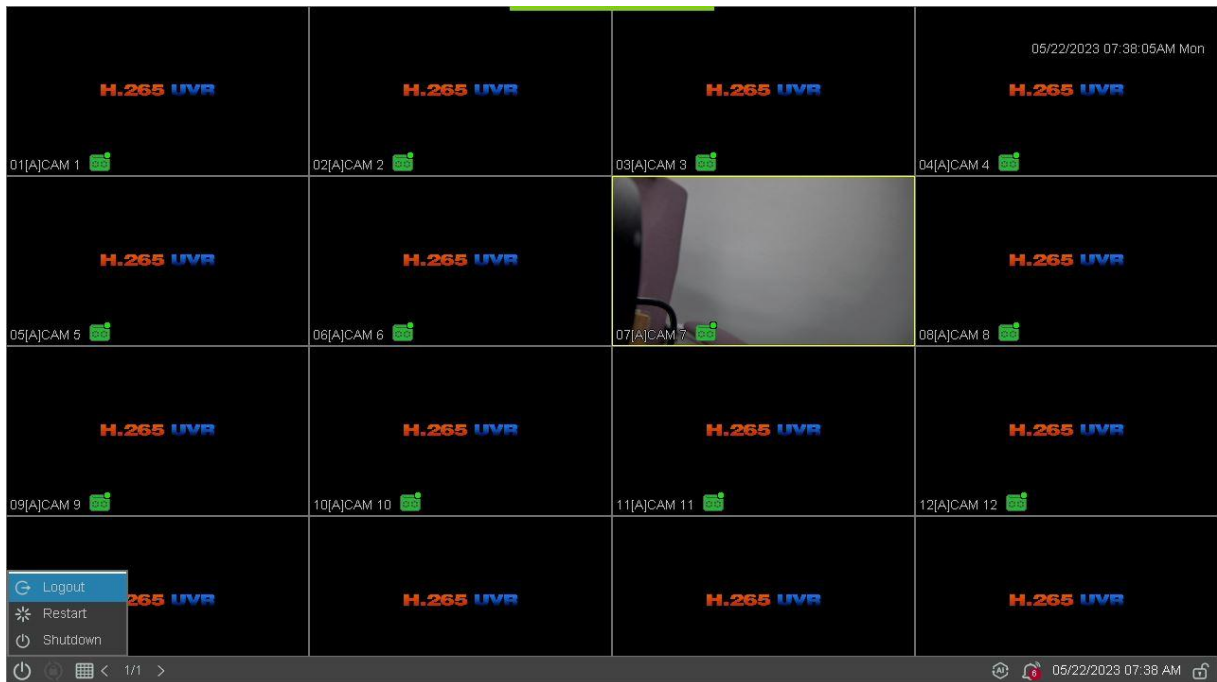 05/22/2023 07:38:05AM Mon
H.265 UVR
H.265 UVR
H.265 UVR
H.265 UVR
01[A]CAM 1
02[A]CAM 2
03[A]CAM 3
04[A]CAM 4
H.265 UVR
H.265 UVR
H.265 UVR
05[A]CAM 5
06[A]CAM 6
07[A]CAM 7
08[A]CAM 8
H.265 UVR
H.265 UVR
H.265 UVR
H.265 UVR
09[A]CAM 9
10[A]CAM 10
11[A]CAM 11
12[A]CAM 12
Logout
265 UVR
H.265 UVR
H.265 UVR
H.265 UVR
Restart
Shutdown
1/1
AI
6
05/22/2023 07:38 AM